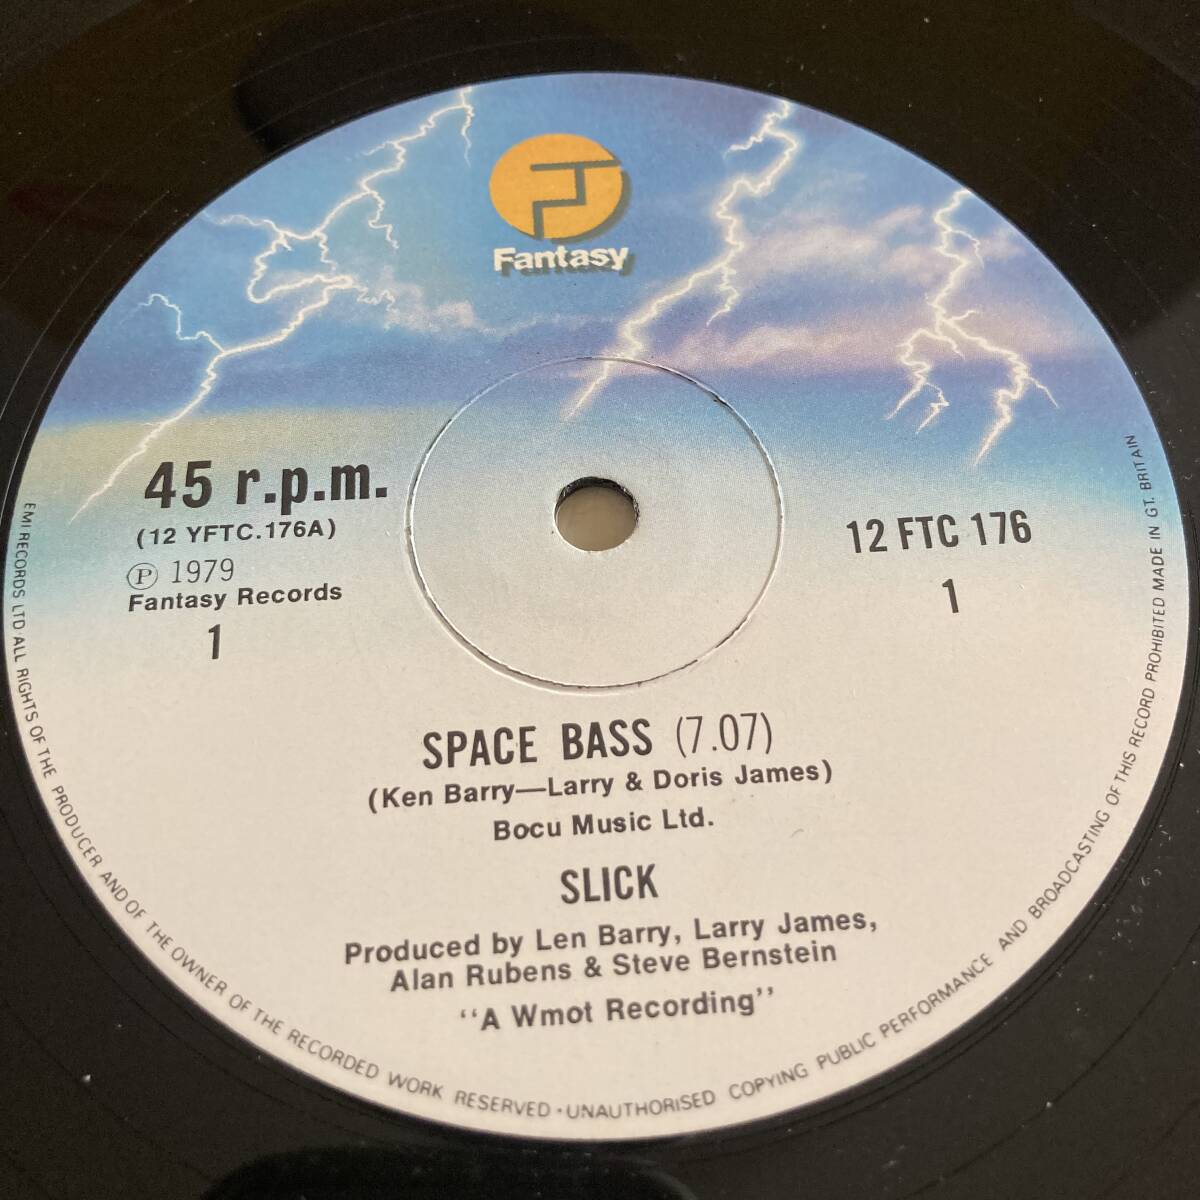 Fantasy
45 r.p.m.
(12 YFTC.176A)
Ⓟ 1979
Fantasy Records
1
12 FTC 176
1
SPACE BASS (7.07)
(Ken Barry—Larry & Doris James)
Bocu Music Ltd.
SLICK
Produced by Len Barry, Larry James,
Alan Rubens & Steve Bernstein
"A Wmot Recording"
EMI RECORDS LTD ALL RIGHTS OF THE PRODUCER AND OF THE OWNER OF THE RECORDED WORK RESERVED · UNAUTHORISED COPYING PUBLIC PERFORMANCE AND BROADCASTING OF THIS RECORD PROHIBITED MADE IN GT. BRITAIN